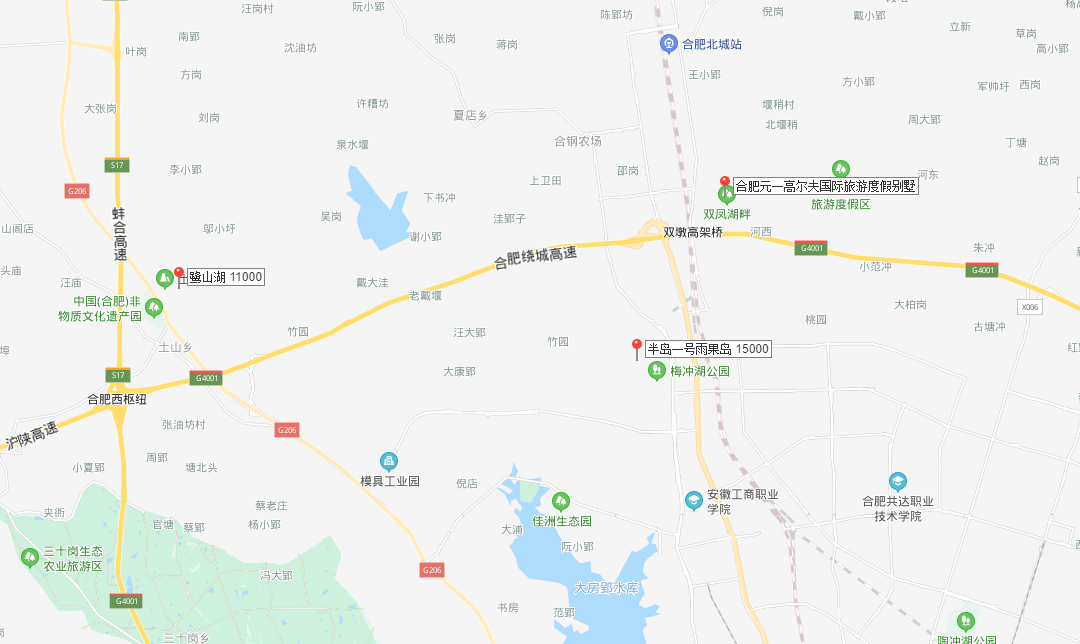 汪岗村
阮小郢
陈郢坊
倪岗
戴小郢
立新
草岗
高小郢
南郢
叶岗
沈油坊
张岗
蒋岗
合肥北城站
方岗
王小郢
方小郢
军帅圩
西岗
大张岗
许糟坊
堰稍村
刘岗
夏店乡
北堰稍
周大郢
泉水堰
合钢农场
丁塘
赵岗
S17
李小郢
上卫田
邵岗
河东
G206
下书冲
合肥元一高尔夫国际旅游度假别墅
旅游度假区
双凤湖畔
蚌合高速
吴岗
洼郢子
山阁店
邬小圩
谢小郢
双墩高架桥
河西
G4001
朱冲
合肥绕城高速
小范冲
G4001
头庙
鹭山湖 11000
汪庙
戴大洼
老戴堰
中国(合肥)非
物质文化遗产园
大柏岗
X006
竹园
汪大郢
竹园
桃园
古塘冲
埠
土山乡
半岛一号雨果岛 15000
红
大康郢
梅冲湖公园
S17
G4001
合肥西枢纽
沪陕高速
张油坊村
G206
周郢
小夏郢
塘北头
模具工业园
倪店
安徽工商职业
学院
合肥共达职业
技术学院
夹衖
蔡老庄
佳洲生态园
官塘
蔡郢
杨小郢
大浦
阮小郢
三十岗生态
农业旅游区
冯大郢
G206
大房郢水库
G4001
书房
范郢
三十岗乡
陶冲湖公园